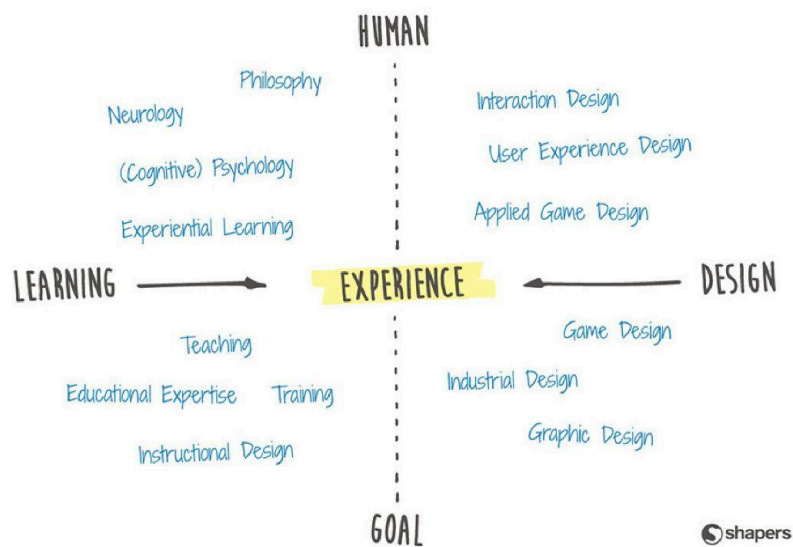 HUMAN
Philosophy
Interaction Design
Neurology
User Experience Design
(Cognitive) Psychology
Applied Game Design
Experiential Learning
LEARNING
EXPERIENCE
DESIGN
Game Design
Teaching
Industrial Design
Educational Expertise
Training
Graphic Design
Instructional Design
GOAL
shapers